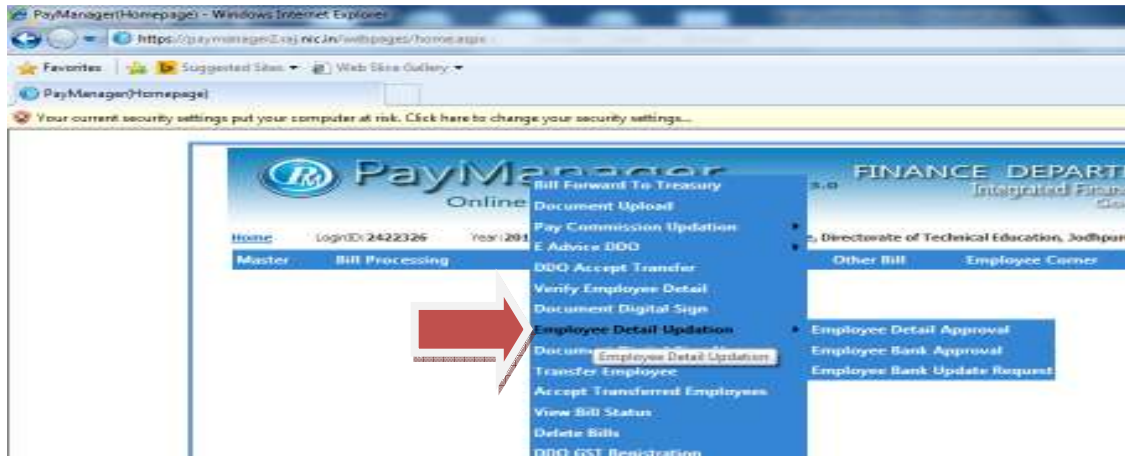 PayManager(Homepage) - Windows Internet Explorer
https://paymanager2.raj.nic.in/webpages/home.aspx
Favorites Suggested Sites Web Slice Gallery
PayManager(Homepage)
Your current security settings put your computer at risk. Click here to change your security settings...
PayManager FINANCE DEPART
Online 3.0 Integrated Finan
Home LoginID: 2422326 Year:201 e, Directorate of Technical Education, Jodhpur
Master Bill Processing Other Bill Employee Corner
Bill Forward To Treasury
Document Upload
Pay Commission Updation
E Advice DDO
DDO Accept Transfer
Verify Employee Detail
Document Digital Sign
Employee Detail Updation Employee Detail Approval
Docum Employee Detail Updation Employee Bank Approval
Transfer Employee Employee Bank Update Request
Accept Transferred Employees
View Bill Status
Delete Bills
DDO GST Registration